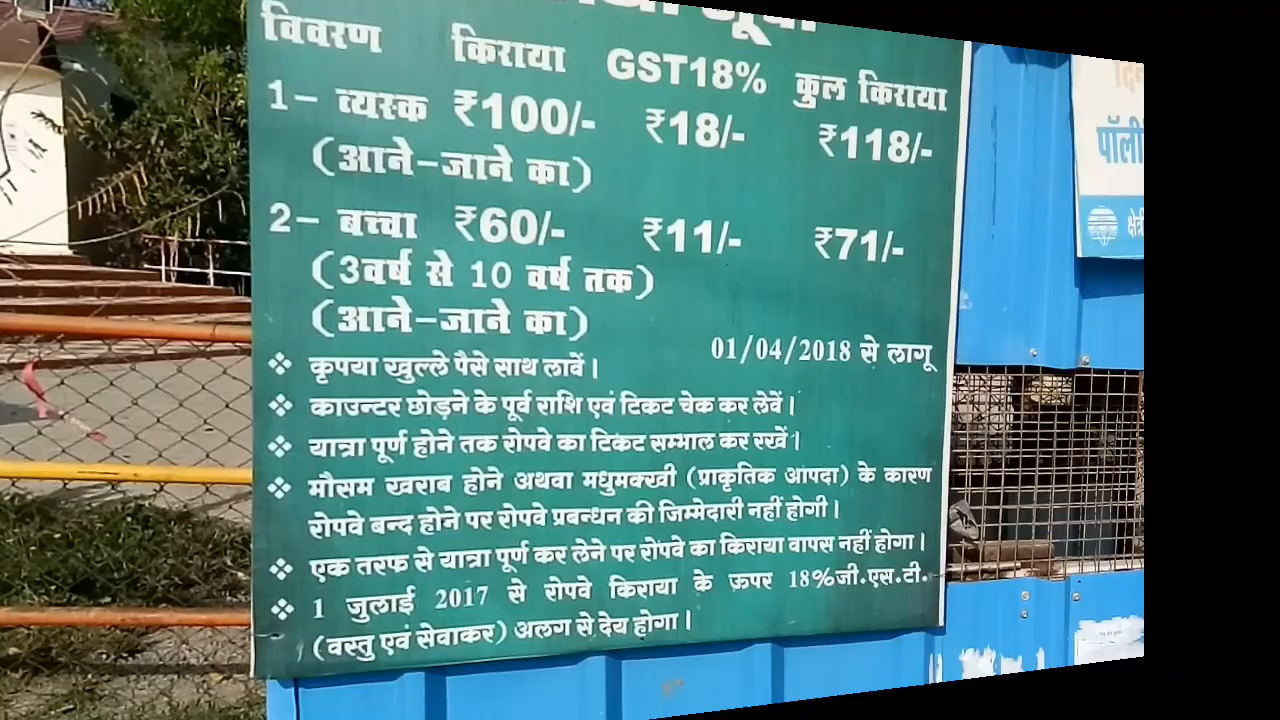 विवरण किराया GST18% कुल किराया
1- व्यस्क ₹100/- ₹18/- ₹118/-
(आने-जाने का)
2- बच्चा ₹60/- ₹11/- ₹71/-
(3वर्ष से 10 वर्ष तक)
(आने-जाने का)
01/04/2018 से लागू
❖ कृपया खुल्ले पैसे साथ लावें।
❖ काउन्टर छोड़ने के पूर्व राशि एवं टिकट चेक कर लेवें।
❖ यात्रा पूर्ण होने तक रोपवे का टिकट सम्भाल कर रखें।
❖ मौसम खराब होने अथवा मधुमक्खी (प्राकृतिक आपदा) के कारण
रोपवे बन्द होने पर रोपवे प्रबन्धन की जिम्मेदारी नहीं होगी।
❖ एक तरफ से यात्रा पूर्ण कर लेने पर रोपवे का किराया वापस नहीं होगा।
❖ 1 जुलाई 2017 से रोपवे किराया के ऊपर 18%जी.एस.टी.
(वस्तु एवं सेवाकर) अलग से देय होगा।